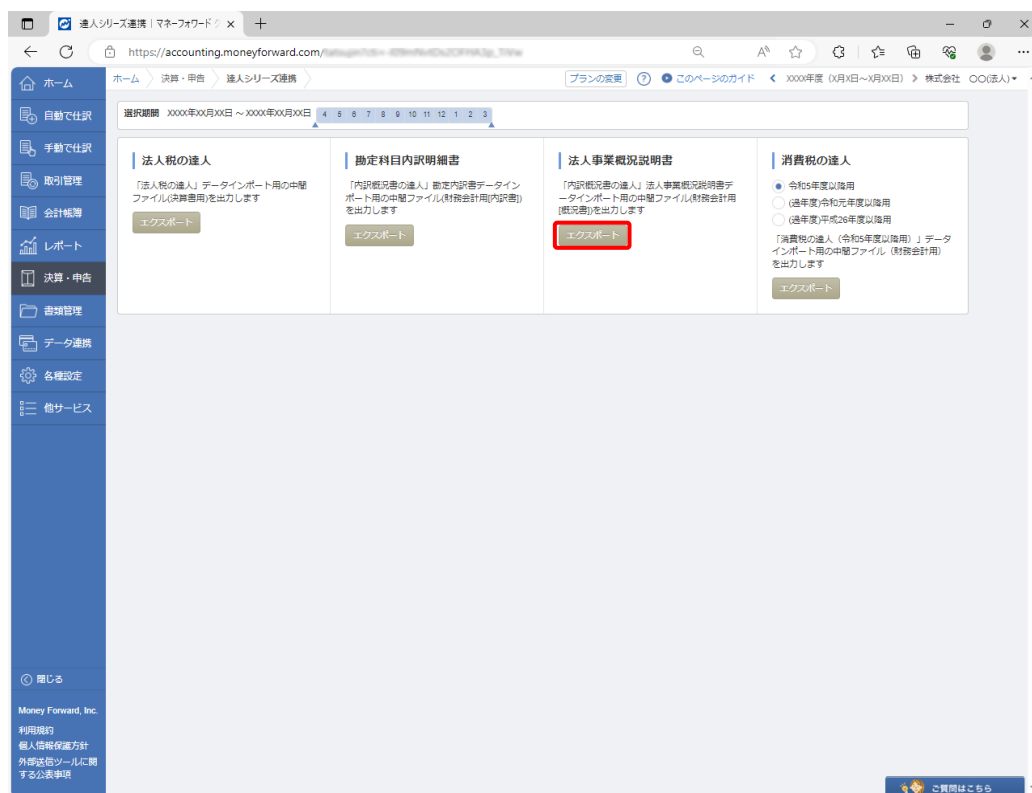 達人シリーズ連携 | マネーフォワード ク
https://accounting.moneyforward.com/
ホーム
自動で仕訳
手動で仕訳
取引管理
会計帳簿
レポート
決算・申告
書類管理
データ連携
各種設定
他サービス
閉じる
Money Forward, Inc.
利用規約
個人情報保護方針
外部送信ツールに関
する公表事項
ホーム 決算・申告 達人シリーズ連携
プランの変更 ? このページのガイド XXXX年度 (X月X日~X月XX日) 株式会社 〇〇(法人)
選択期間 XXXX年XX月XX日 ~ XXXX年XX月XX日 4 5 6 7 8 9 10 11 12 1 2 3
法人税の達人
「法人税の達人」データインポート用の中間
ファイル(決算書用)を出力します
エクスポート
勘定科目内訳明細書
「内訳概況書の達人」勘定内訳書データイン
ポート用の中間ファイル(財務会計用[内訳書])
を出力します
エクスポート
法人事業概況説明書
「内訳概況書の達人」法人事業概況説明書デ
ータインポート用の中間ファイル(財務会計用
[概況書])を出力します
エクスポート
消費税の達人
令和5年度以降用
(過年度)令和元年度以降用
(過年度)平成26年度以降用
「消費税の達人（令和5年度以降用）」データ
インポート用の中間ファイル（財務会計用）
を出力します
エクスポート
ご質問はこちら